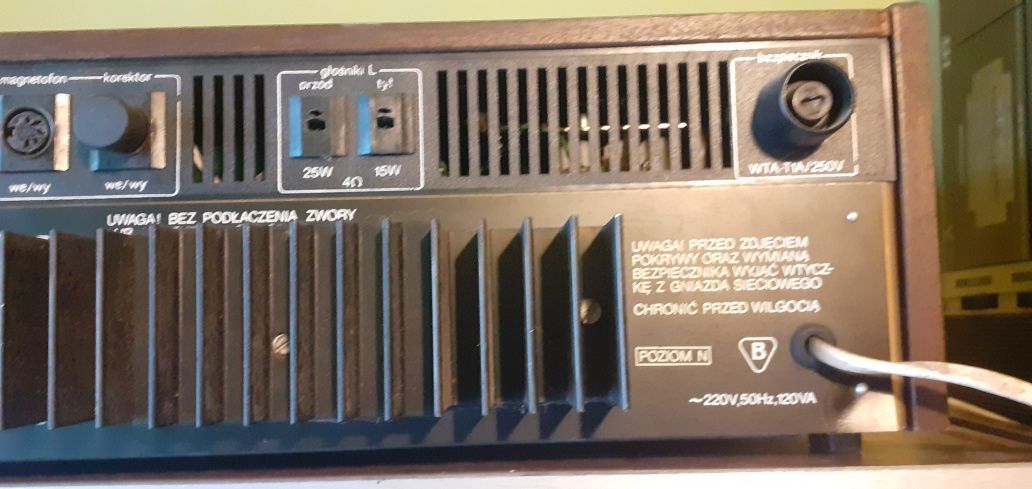 magnetofon korektor
we/wy we/wy
głośniki L
przód tył
25W 15W
4Ω
bezpiecznik
WTA-T1A/250V
UWAGA! BEZ PODŁĄCZENIA ZWORY
UWAGA! PRZED ZDJĘCIEM
POKRYWY ORAZ WYMIANĄ
BEZPIECZNIKA WYJĄĆ WTYCZ-
KĘ Z GNIAZDA SIECIOWEGO
CHRONIĆ PRZED WILGOCIĄ
POZIOM N
B
~220V,50Hz,120VA